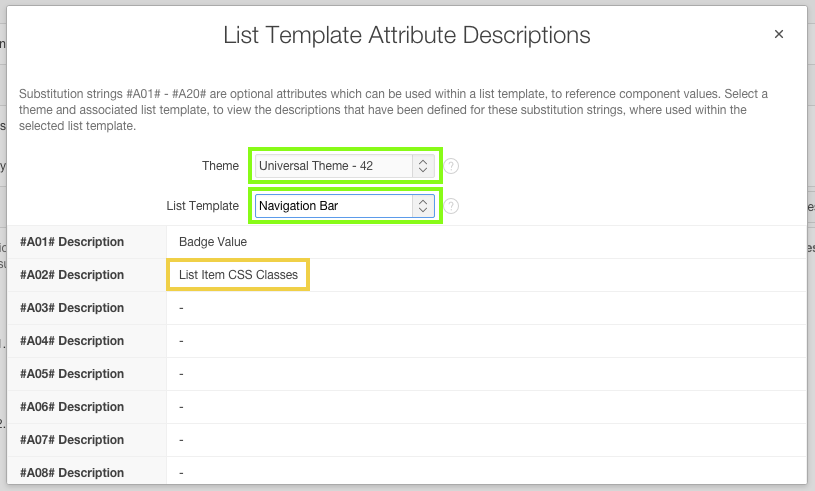 List Template Attribute Descriptions
×
Substitution strings #A01# - #A20# are optional attributes which can be used within a list template, to reference component values. Select a
theme and associated list template, to view the descriptions that have been defined for these substitution strings, where used within the
selected list template.
Theme Universal Theme - 42 ?
List Template Navigation Bar ?
#A01# Description Badge Value
#A02# Description List Item CSS Classes
#A03# Description -
#A04# Description -
#A05# Description -
#A06# Description -
#A07# Description -
#A08# Description -